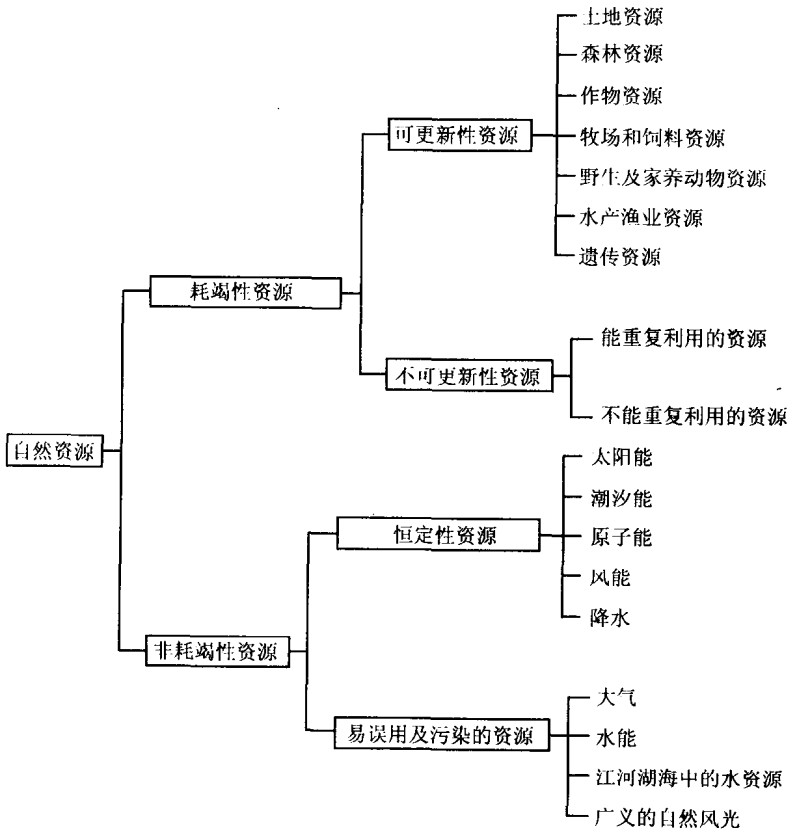 土地资源
森林资源
作物资源
可更新性资源
牧场和饲料资源
野生及家养动物资源
水产渔业资源
遗传资源
耗竭性资源
能重复利用的资源
不可更新性资源
不能重复利用的资源
自然资源
太阳能
潮汐能
恒定性资源
原子能
风能
降水
非耗竭性资源
大气
易误用及污染的资源
水能
江河湖海中的水资源
广义的自然风光